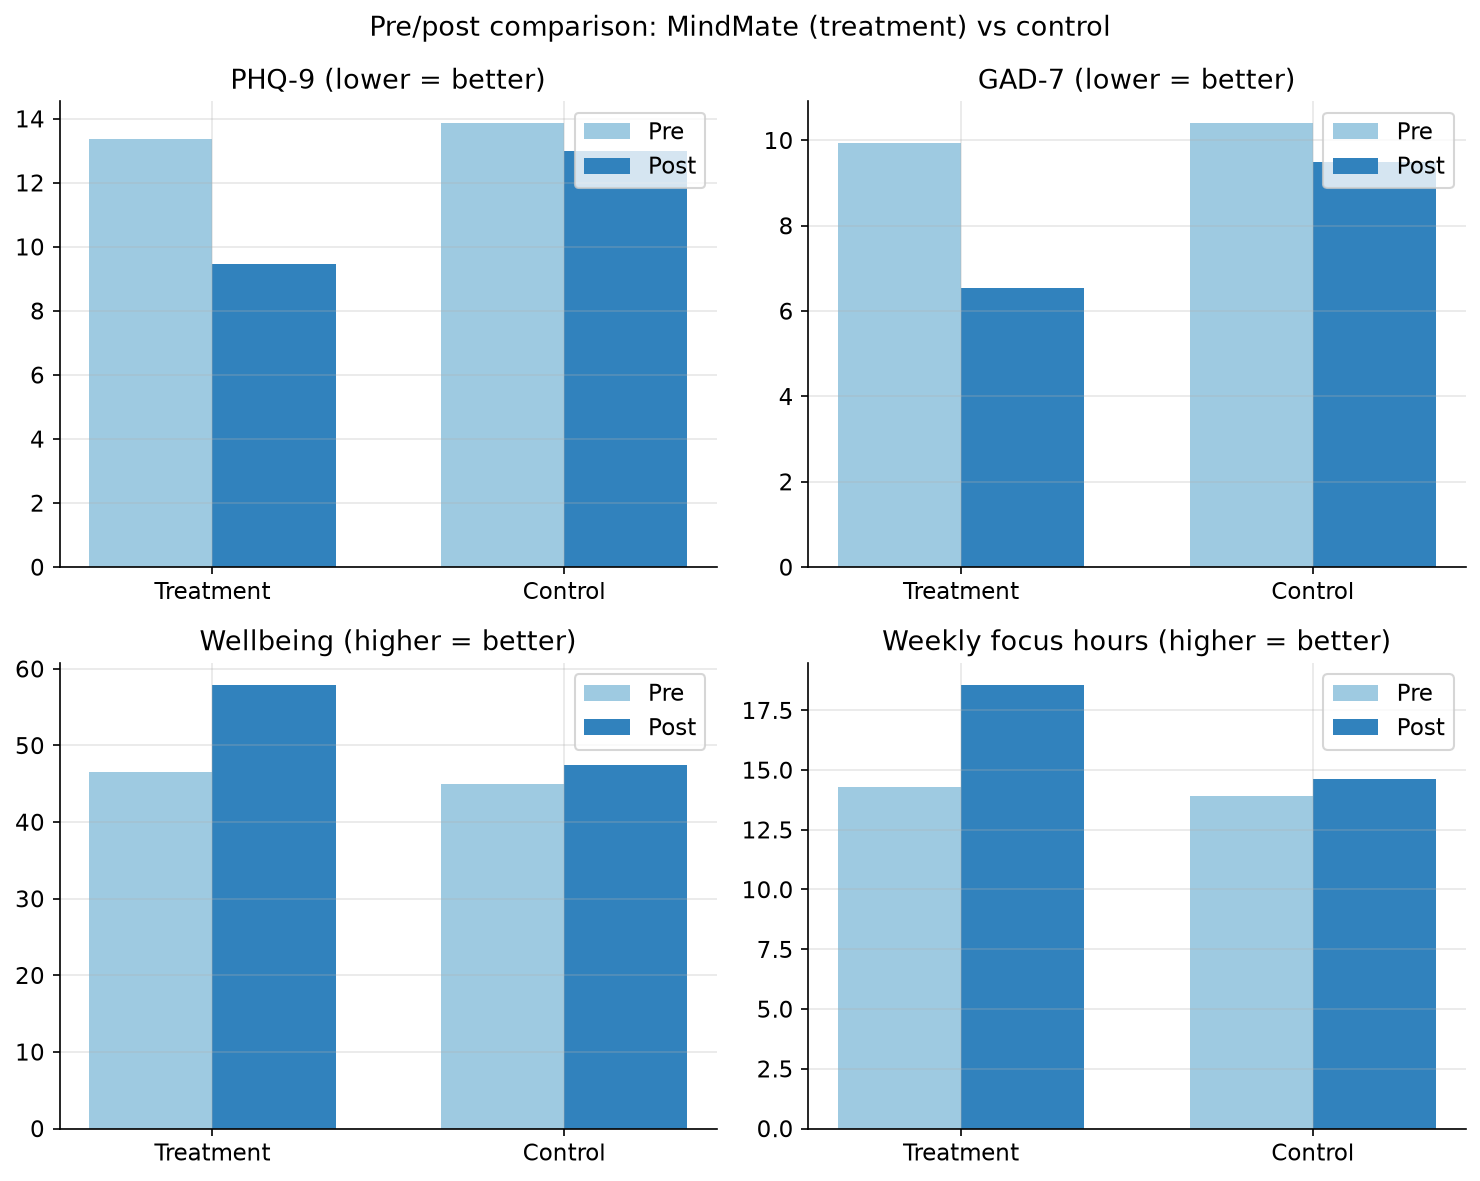 Pre/post comparison: MindMate (treatment) vs control
PHQ-9 (lower = better)
14
12
10
8
6
4
2
0
Pre
Post
Treatment
Control
GAD-7 (lower = better)
10
8
6
4
2
0
Pre
Post
Treatment
Control
Wellbeing (higher = better)
60
50
40
30
20
10
0
Pre
Post
Treatment
Control
Weekly focus hours (higher = better)
17.5
15.0
12.5
10.0
7.5
5.0
2.5
0.0
Pre
Post
Treatment
Control